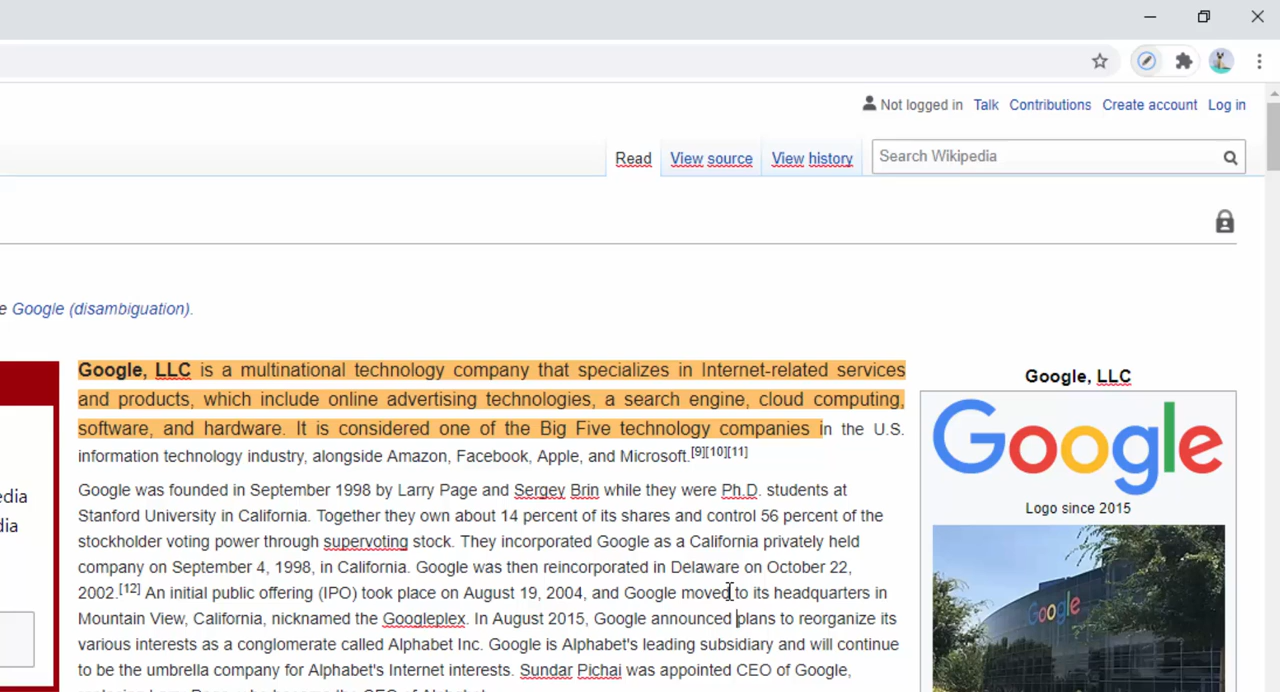 Not logged in Talk Contributions Create account Log in
Read View source View history Search Wikipedia
e Google (disambiguation).
Google, LLC is a multinational technology company that specializes in Internet-related services
and products, which include online advertising technologies, a search engine, cloud computing,
software, and hardware. It is considered one of the Big Five technology companies in the U.S.
information technology industry, alongside Amazon, Facebook, Apple, and Microsoft.[9][10][11]
Google was founded in September 1998 by Larry Page and Sergey Brin while they were Ph.D. students at
Stanford University in California. Together they own about 14 percent of its shares and control 56 percent of the
stockholder voting power through supervoting stock. They incorporated Google as a California privately held
company on September 4, 1998, in California. Google was then reincorporated in Delaware on October 22,
2002.[12] An initial public offering (IPO) took place on August 19, 2004, and Google moved to its headquarters in
Mountain View, California, nicknamed the Googleplex. In August 2015, Google announced plans to reorganize its
various interests as a conglomerate called Alphabet Inc. Google is Alphabet's leading subsidiary and will continue
to be the umbrella company for Alphabet's Internet interests. Sundar Pichai was appointed CEO of Google,
edia
dia
Google, LLC
Google
Logo since 2015
Google